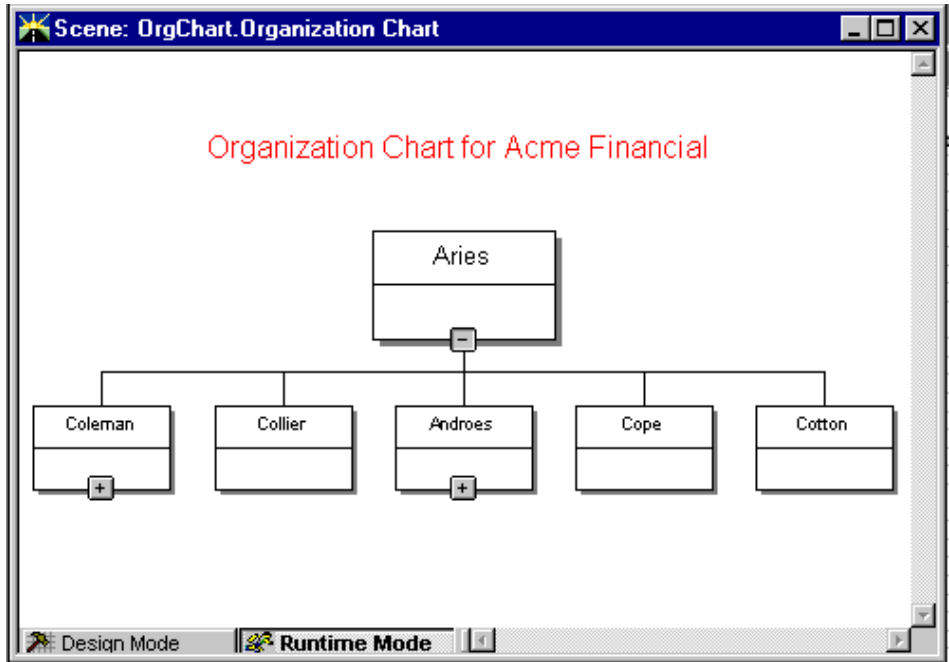 Scene: OrgChart.Organization Chart
Organization Chart for Acme Financial
Aries
−
Coleman Collier Androes Cope Cotton
+ +
Design Mode Runtime Mode